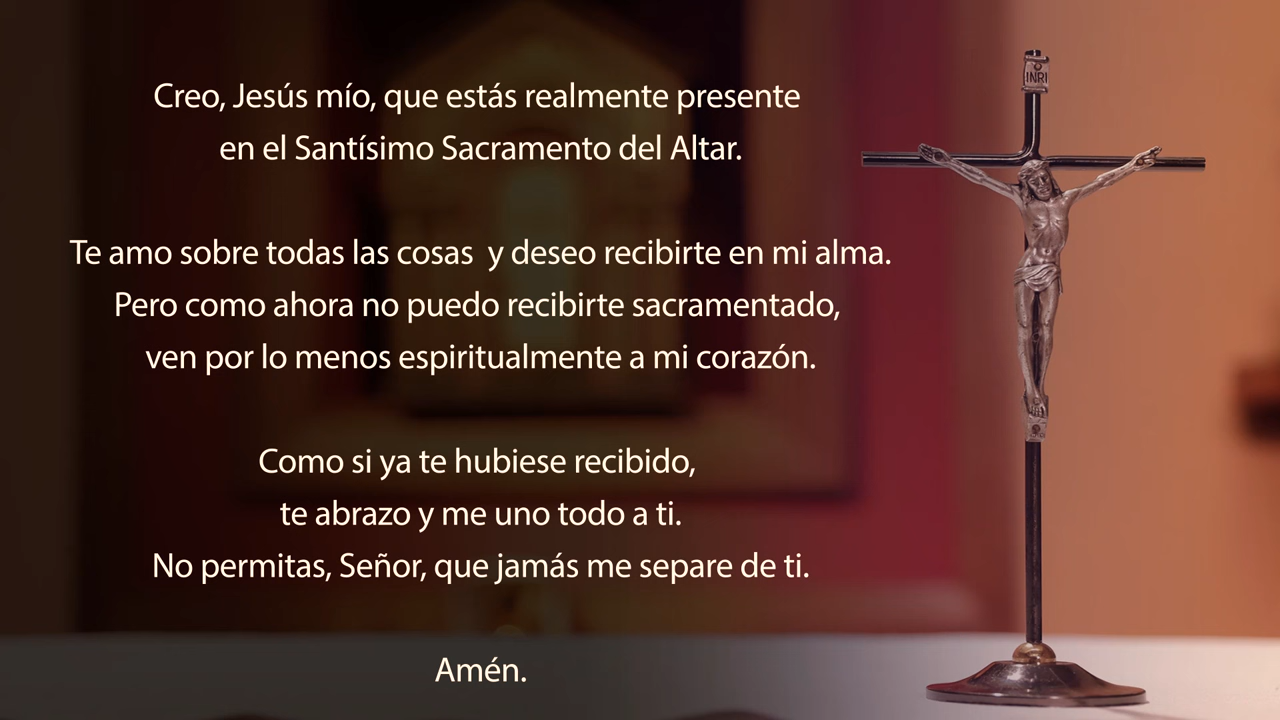 INRI
Creo, Jesús mío, que estás realmente presente
en el Santísimo Sacramento del Altar.
Te amo sobre todas las cosas  y deseo recibirte en mi alma.
Pero como ahora no puedo recibirte sacramentado,
ven por lo menos espiritualmente a mi corazón.
Como si ya te hubiese recibido,
te abrazo y me uno todo a ti.
No permitas, Señor, que jamás me separe de ti.
Amén.